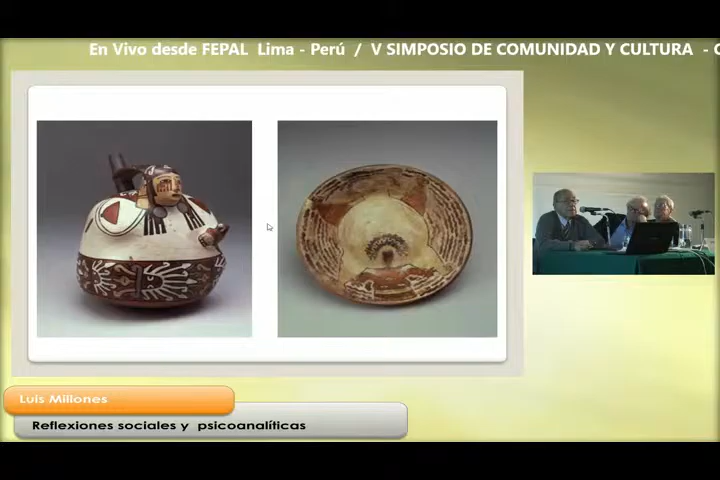 En Vivo desde FEPAL Lima - Perú / V SIMPOSIO DE COMUNIDAD Y CULTURA - C
Luis Millones
Reflexiones sociales y psicoanalíticas